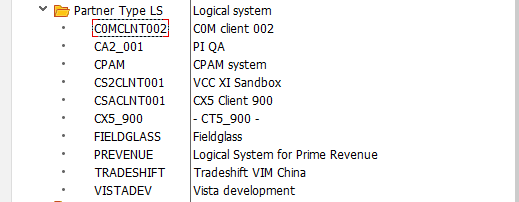 Partner Type LS Logical system
C0MCLNT002 C0M client 002
CA2_001 PI QA
CPAM CPAM system
CS2CLNT001 VCC XI Sandbox
CSACLNT001 CX5 Client 900
CX5_900 - CT5_900 -
FIELDGLASS Fieldglass
PREVENUE Logical System for Prime Revenue
TRADESHIFT Tradeshift VIM China
VISTADEV Vista development